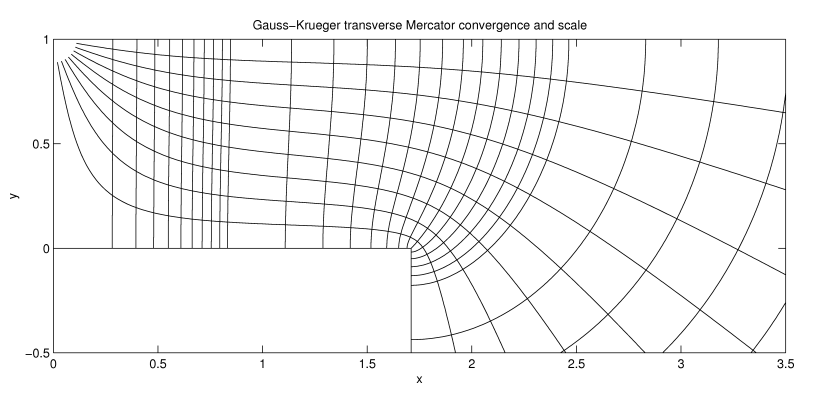 Gauss−Krueger transverse Mercator convergence and scale
1
0.5
0
−0.5
y
0 0.5 1 1.5 2 2.5 3 3.5
x